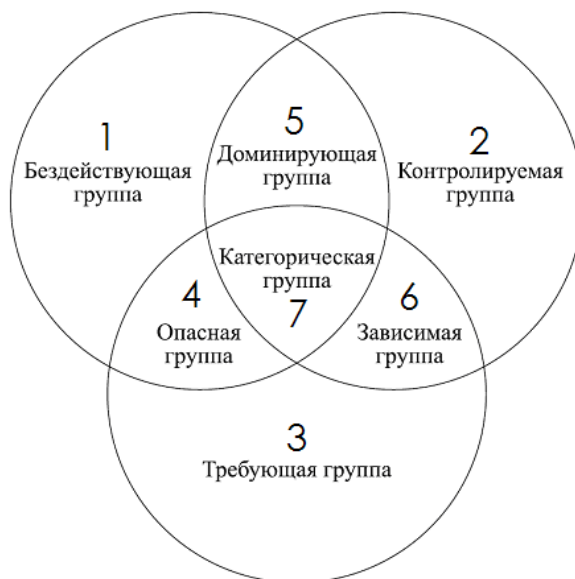 1
Бездействующая
группа
5
Доминирующая
группа
2
Контролируемая
группа
Категорическая
группа
7
4
Опасная
группа
6
Зависимая
группа
3
Требующая группа